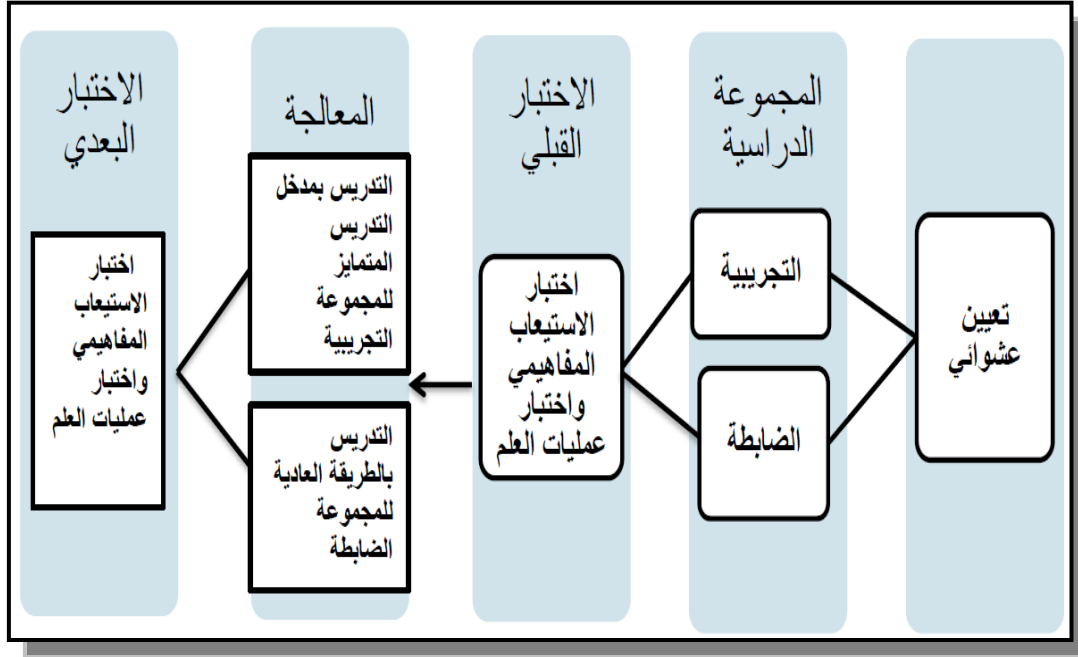 تعيين
عشوائي
المجموعة
الدراسية
التجريبية
الضابطة
الاختبار
القبلي
اختبار
الاستيعاب
المفاهيمي
واختبار
عمليات العلم
المعالجة
التدريس بمدخل
التدريس
المتمايز
للمجموعة
التجريبية
التدريس
بالطريقة العادية
للمجموعة
الضابطة
الاختبار
البعدي
اختبار
الاستيعاب
المفاهيمي
واختبار
عمليات العلم